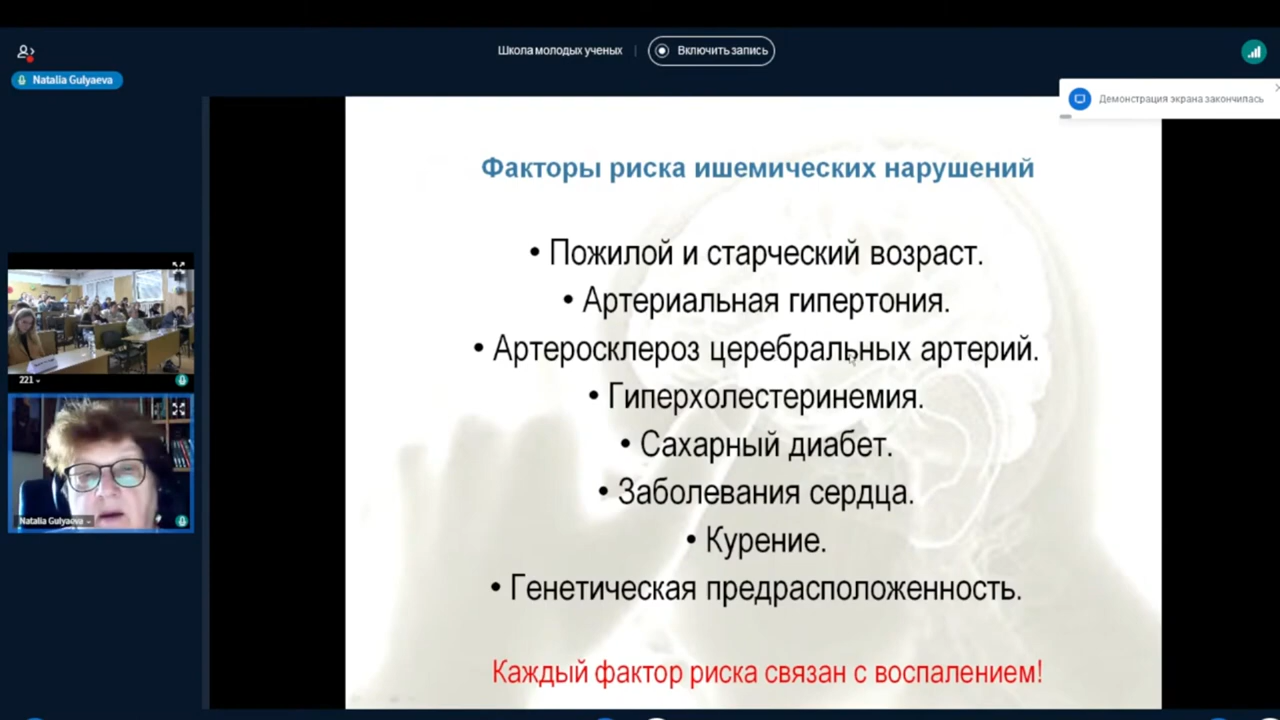 Школа молодых ученых
Включить запись
Natalia Gulyaeva
Демонстрация экрана закончилась
Факторы риска ишемических нарушений
• Пожилой и старческий возраст.
• Артериальная гипертония.
• Артеросклероз церебральных артерий.
• Гиперхолестеринемия.
• Сахарный диабет.
• Заболевания сердца.
• Курение.
• Генетическая предрасположенность.
Каждый фактор риска связан с воспалением!
221
Natalia Gulyaeva